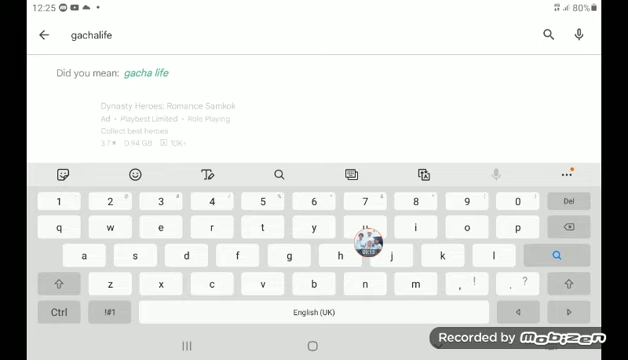 12:25 80%
gachalife
Did you mean: gacha life
Dynasty Heroes: Romance Samkok
Ad • Playbest Limited • Role Playing
Collect best heroes
3.7★ 0.94 GB 10K+
1 2 3 4 5 6 7 8 9 0 Del
q w e r t y u i o p
a s d f g h j k l
z x c v b n m , ! . ?
Ctrl !#1 English (UK)
Recorded by Mobizen